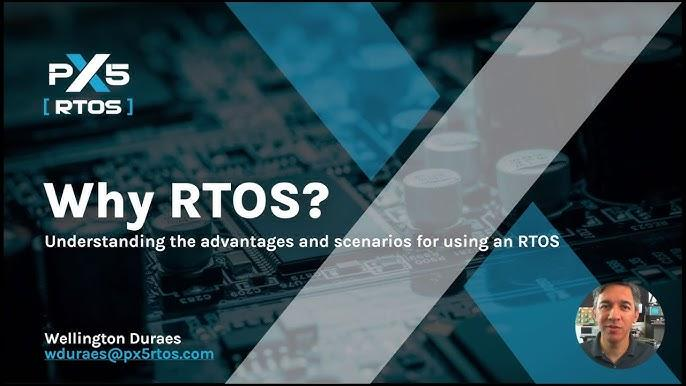 PX5
[ RTOS ]
Why RTOS?
Understanding the advantages and scenarios for using an RTOS
Wellington Duraes
wduraes@px5rtos.com